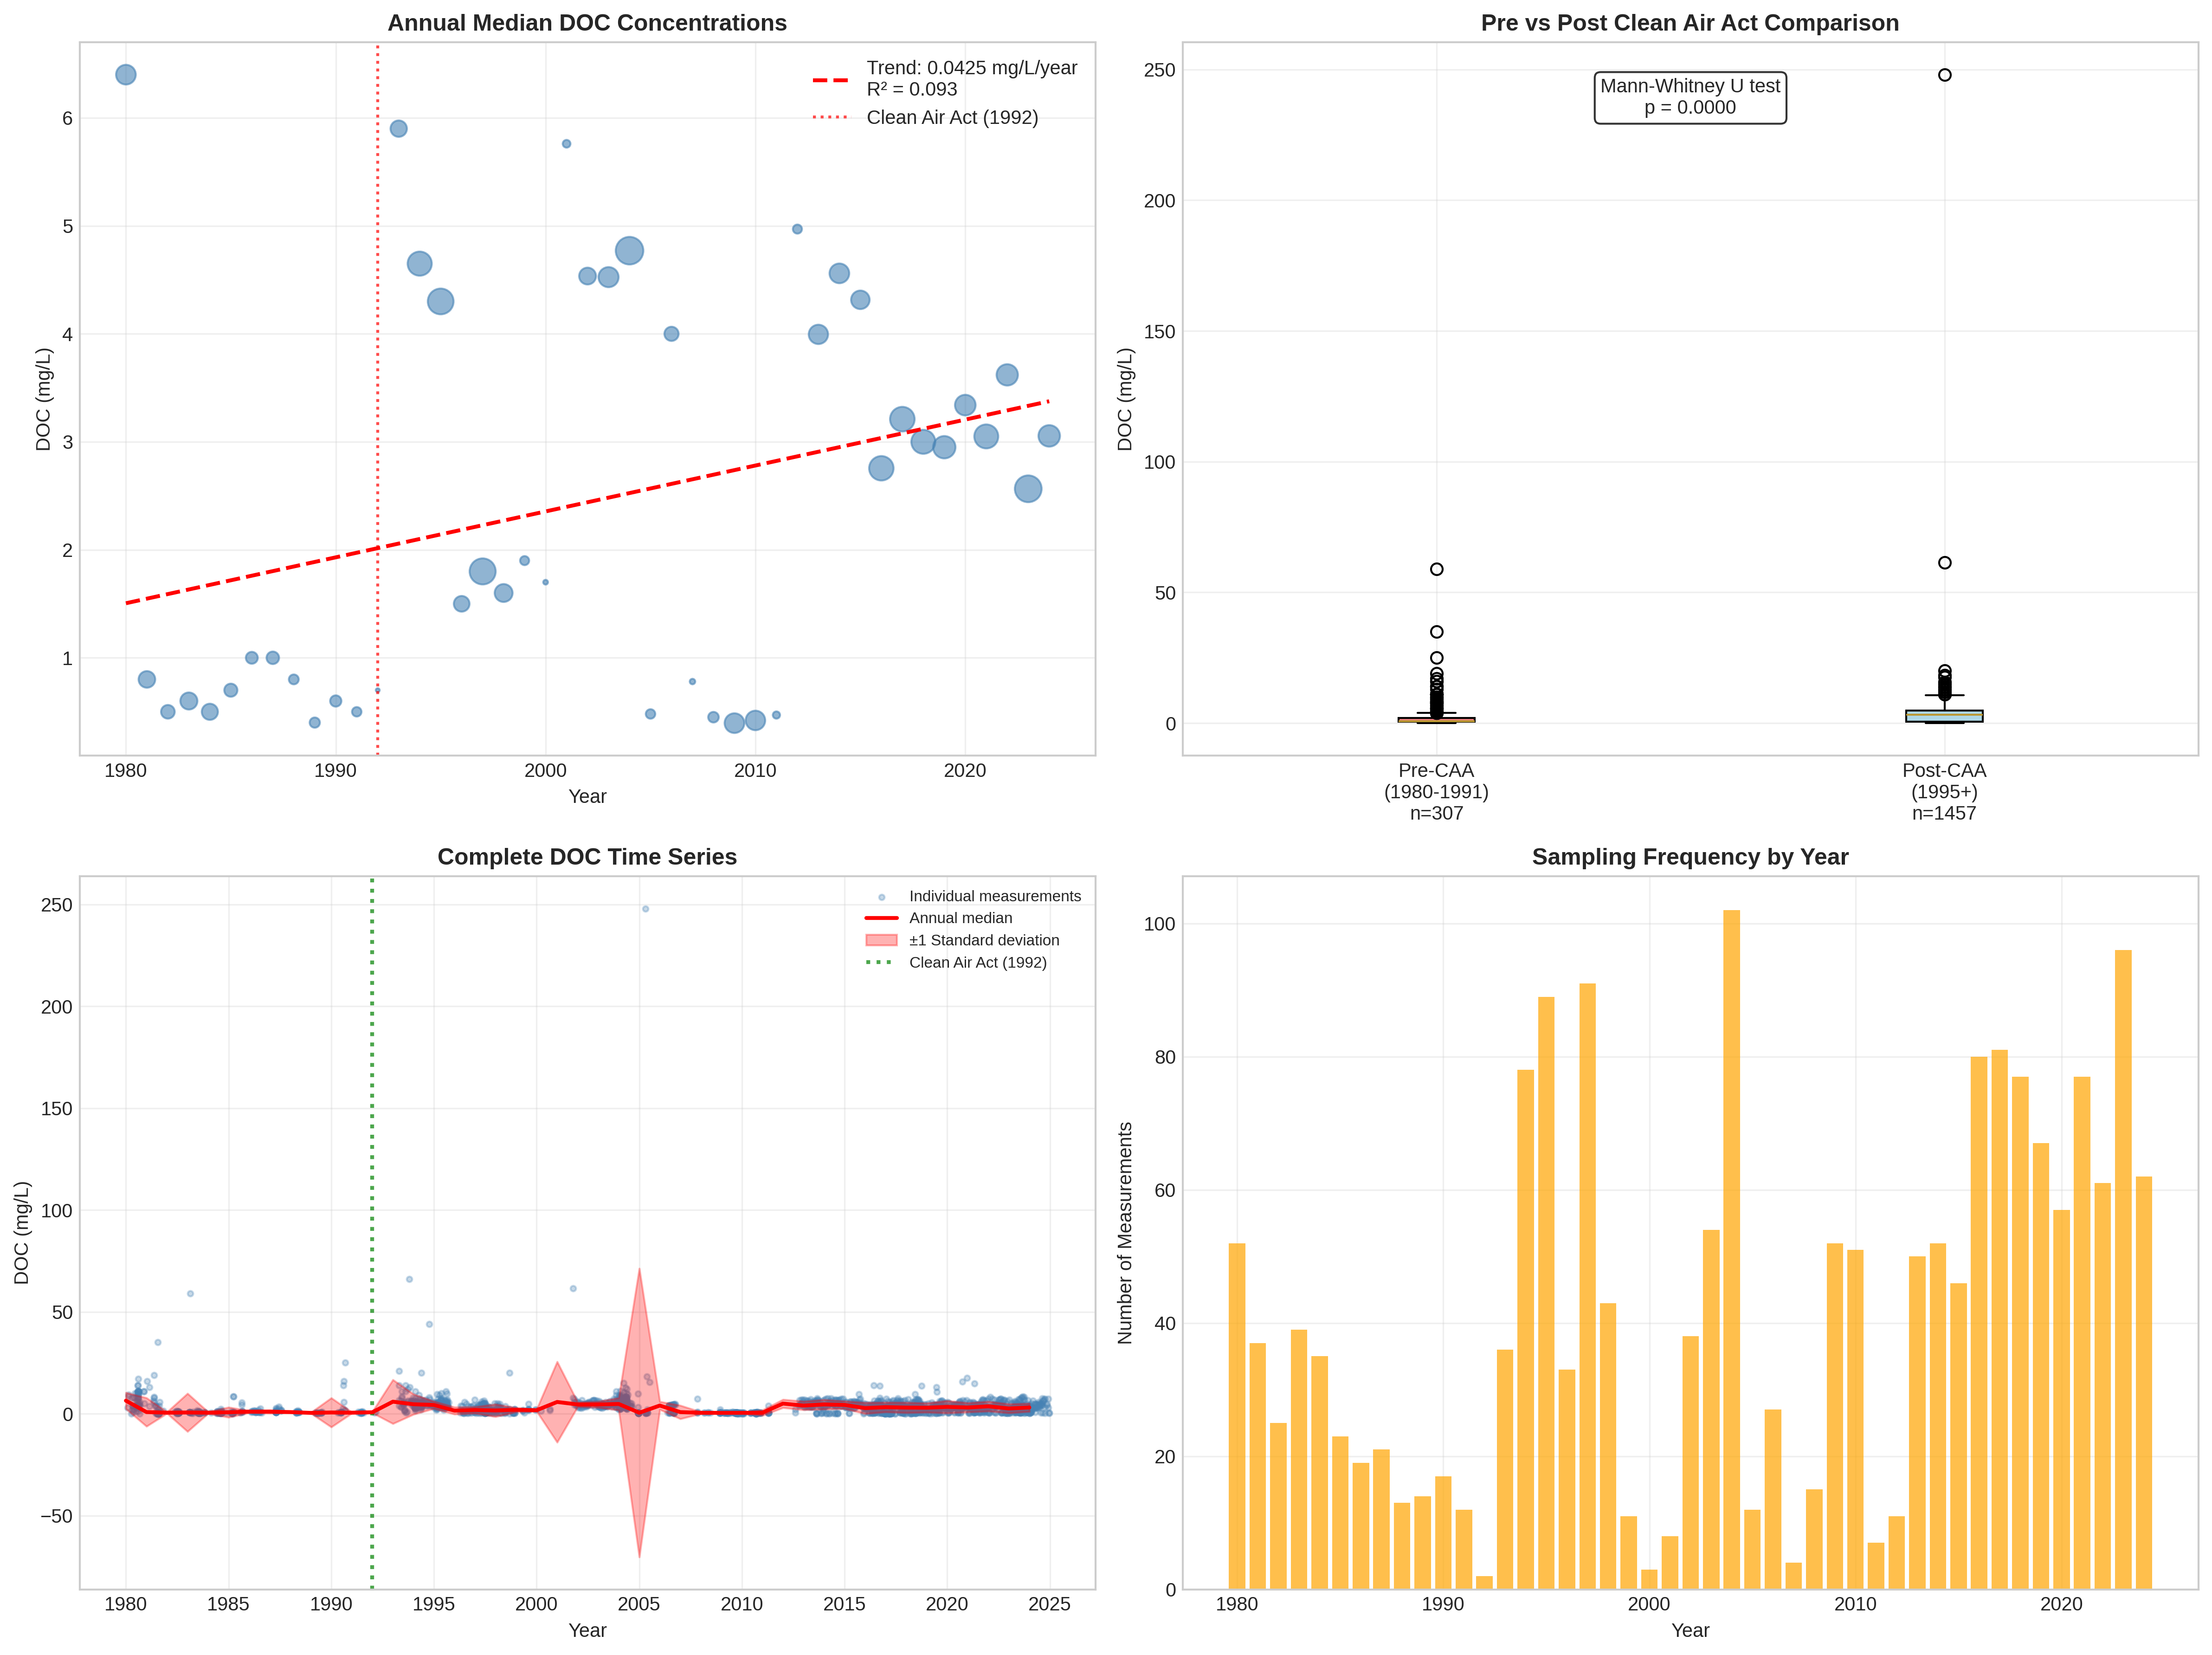 Annual Median DOC Concentrations
Trend: 0.0425 mg/L/year
R² = 0.093
Clean Air Act (1992)
DOC (mg/L)
6
5
4
3
2
1
1980
1990
2000
2010
2020
Year
Pre vs Post Clean Air Act Comparison
Mann-Whitney U test
p = 0.0000
DOC (mg/L)
250
200
150
100
50
0
Pre-CAA
(1980-1991)
n=307
Post-CAA
(1995+)
n=1457
Complete DOC Time Series
Individual measurements
Annual median
±1 Standard deviation
Clean Air Act (1992)
DOC (mg/L)
250
200
150
100
50
0
−50
1980
1985
1990
1995
2000
2005
2010
2015
2020
2025
Year
Sampling Frequency by Year
Number of Measurements
100
80
60
40
20
0
1980
1990
2000
2010
2020
Year